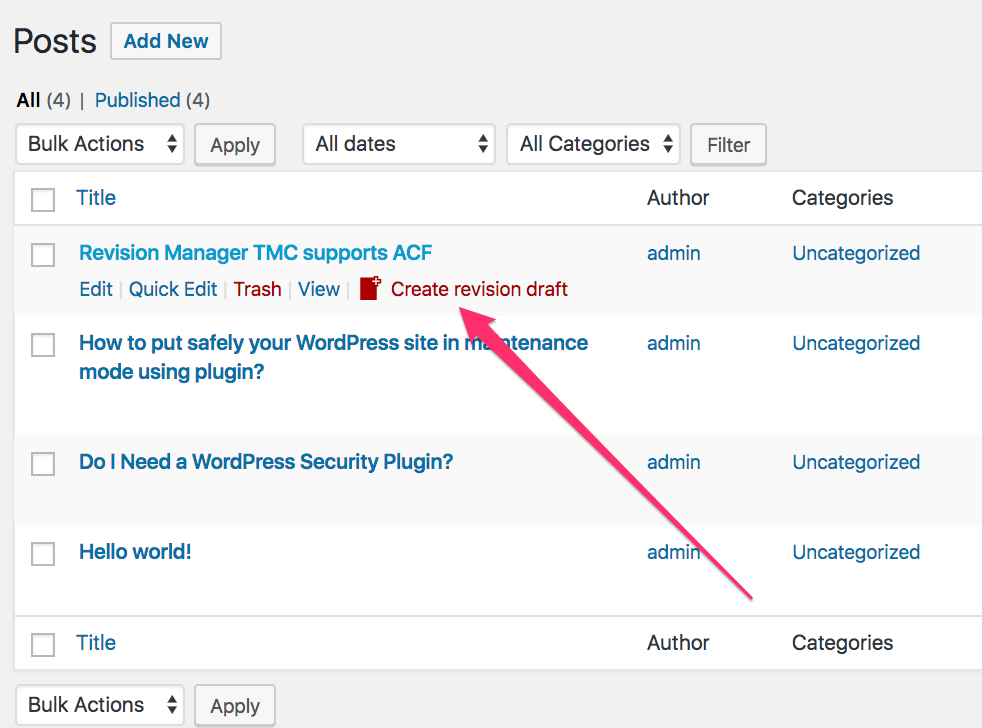 Posts Add New
All (4) | Published (4)
Bulk Actions Apply All dates All Categories Filter
Title Author Categories
Revision Manager TMC supports ACF admin Uncategorized
Edit | Quick Edit | Trash | View | Create revision draft
How to put safely your WordPress site in maintenance admin Uncategorized
mode using plugin?
Do I Need a WordPress Security Plugin? admin Uncategorized
Hello world! admin Uncategorized
Title Author Categories
Bulk Actions Apply